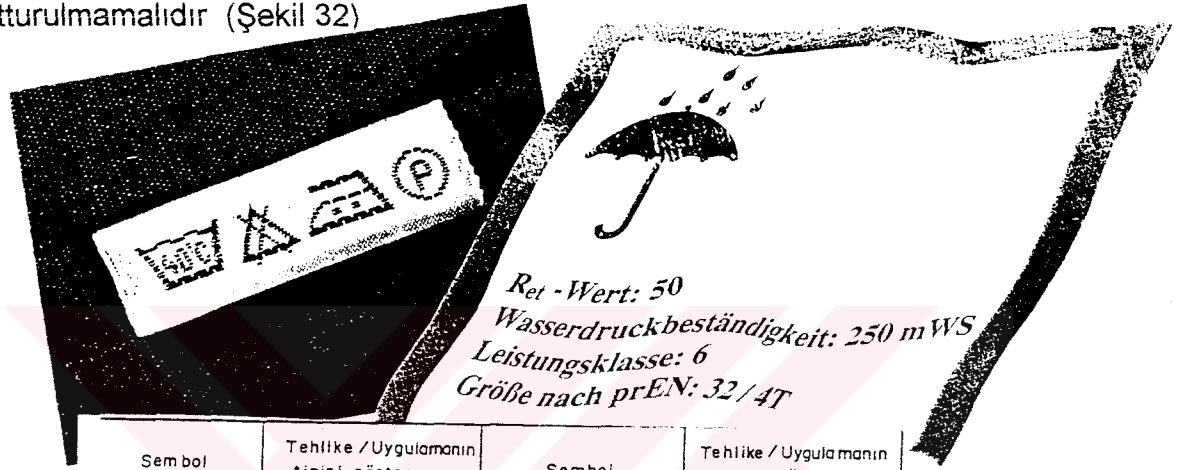 tturulmamalıdır (Şekil 32)
60°C
P
Ret -Wert: 50
Wasserdruckbeständigkeit: 250 mWS
Leistungsklasse: 6
Größe nach prEN: 32/4T
Sembol
Tehlike / Uygulamanın
Sembol
Tehlike / Uygulamanın